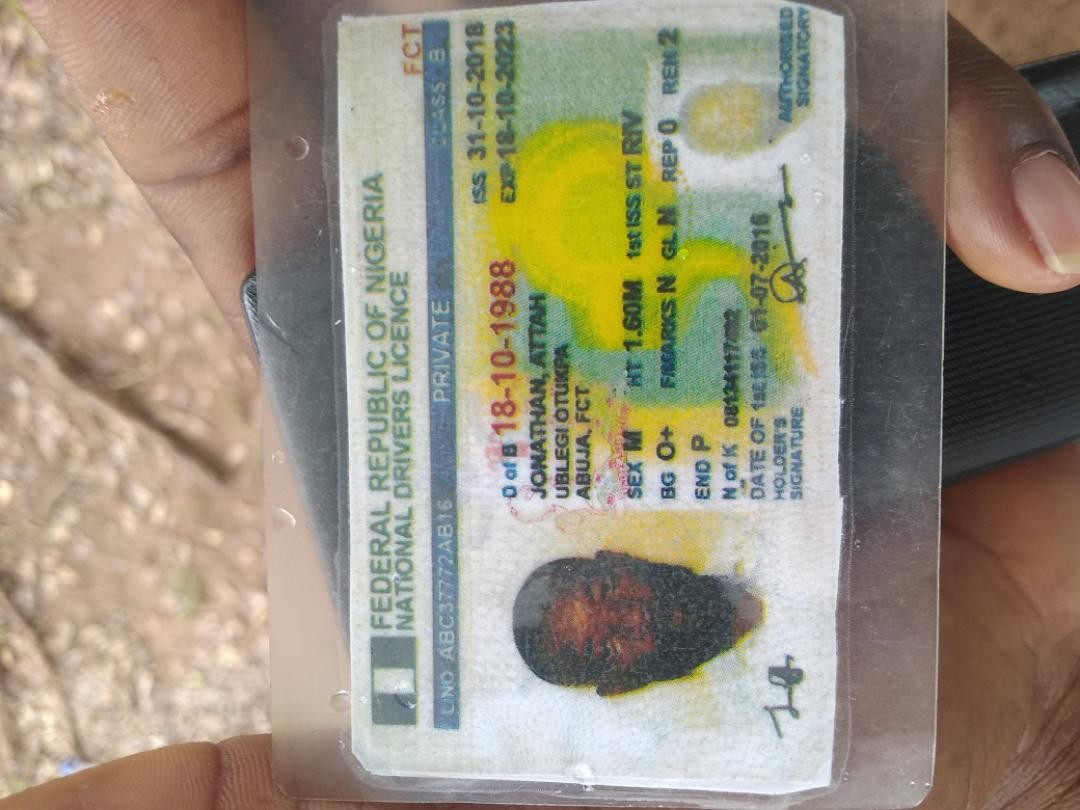 FEDERAL REPUBLIC OF NIGERIA
NATIONAL DRIVERS LICENCE
FCT
L/NO ABC37772AB16 PRIVATE CLASS B
D of B 18-10-1988
ISS 31-10-2018
EXP 18-10-2023
JONATHAN, ATTAH
UBLEGI OTUKPA
ABUJA, FCT
SEX M HT 1.60M 1st ISS ST RIV
BG O+ FMARKS N GL N REP 0 REN 2
END P
N of K
DATE OF 1st ISS 01-07-2016
HOLDER'S
SIGNATURE
AUTHORISED
SIGNATORY